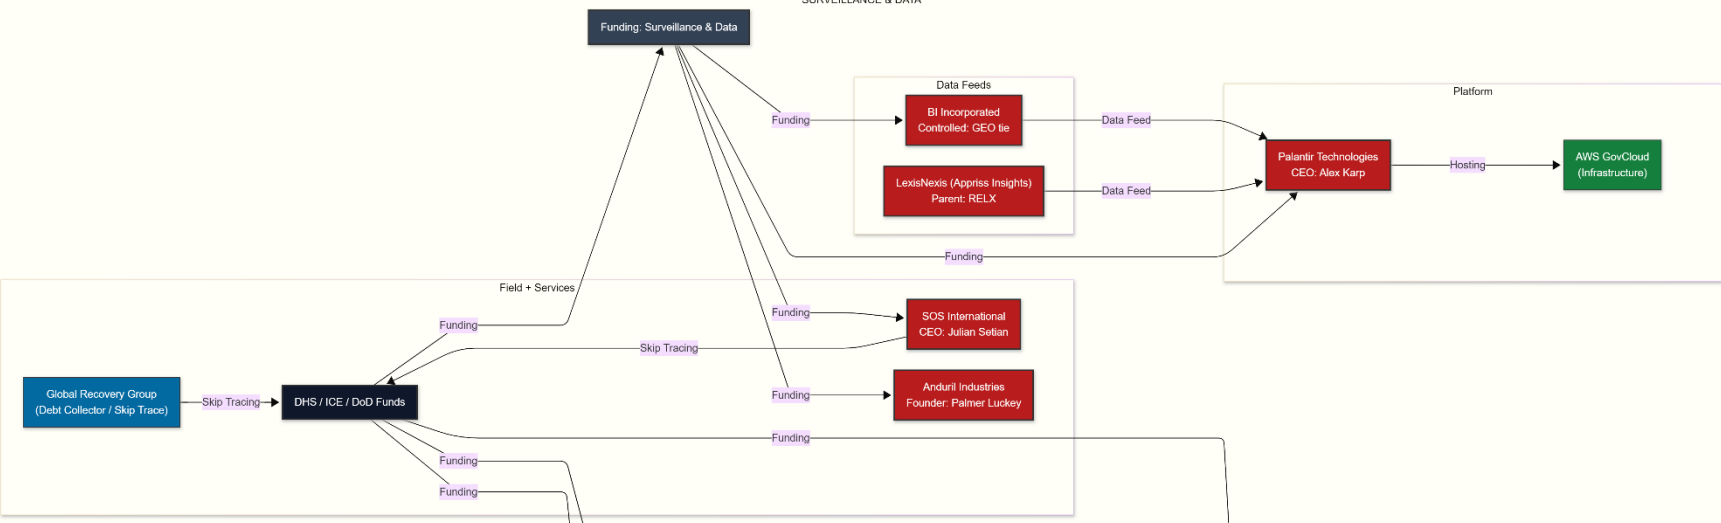 SURVEILLANCE & DATA
Funding: Surveillance & Data
Data Feeds
Platform
BI Incorporated
Controlled: GEO tie
Funding
Data Feed
Palantir Technologies
CEO: Alex Karp
Hosting
AWS GovCloud
(Infrastructure)
LexisNexis (Appriss Insights)
Parent: RELX
Data Feed
Funding
Field + Services
Funding
Funding
SOS International
CEO: Julian Setian
Skip Tracing
Global Recovery Group
(Debt Collector / Skip Trace)
Skip Tracing
DHS / ICE / DoD Funds
Funding
Anduril Industries
Founder: Palmer Luckey
Funding
Funding
Funding